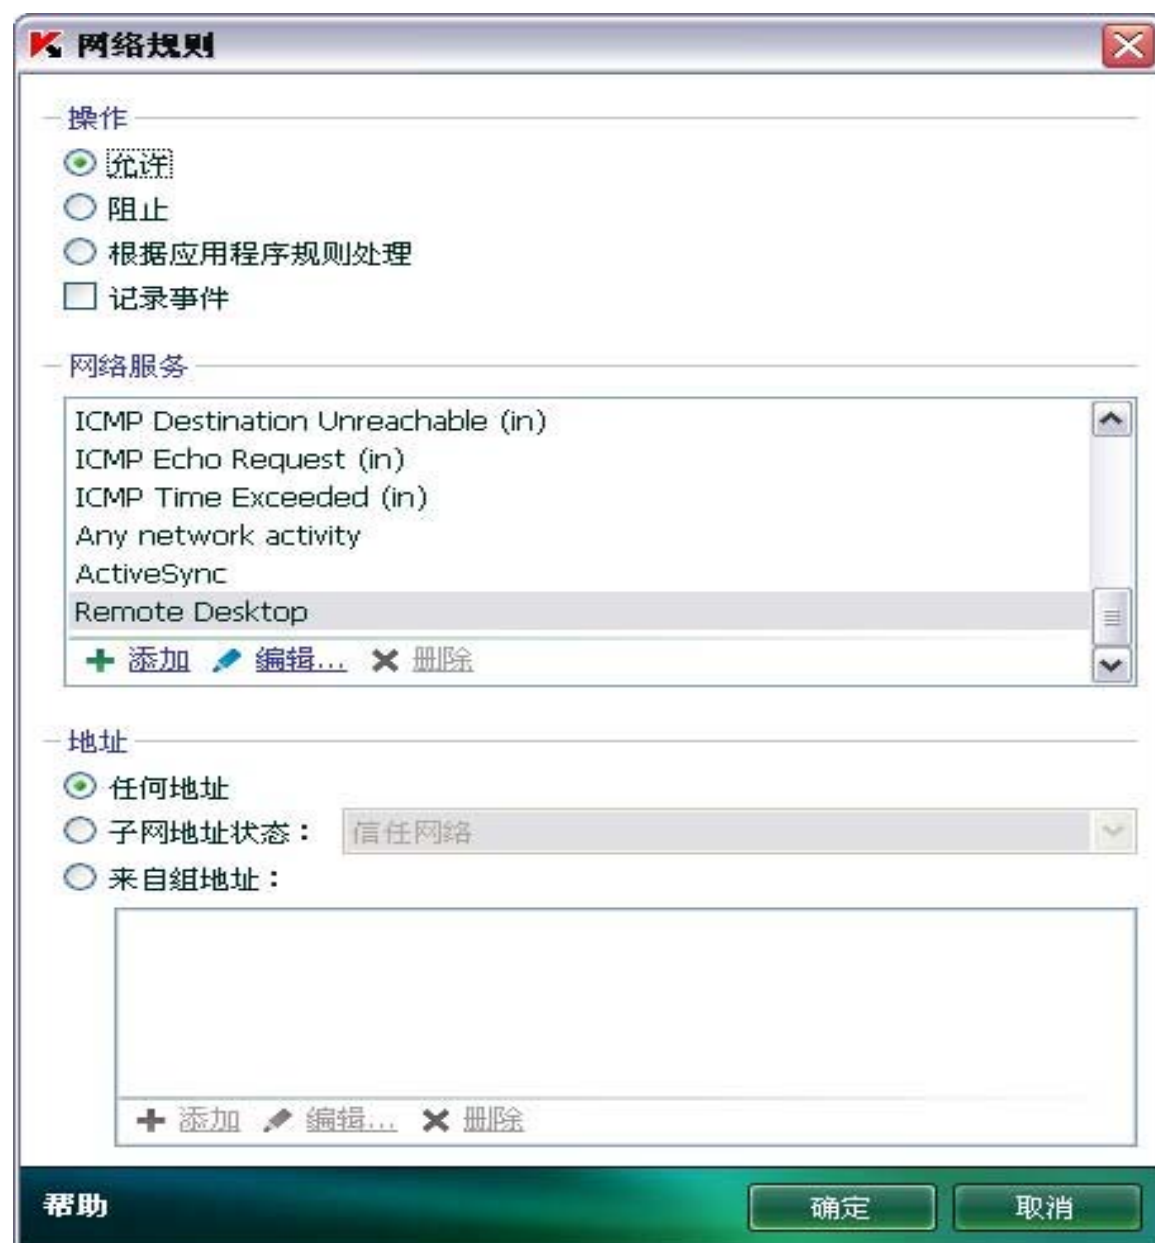 网络规则
操作
允许
阻止
根据应用程序规则处理
记录事件
网络服务
ICMP Destination Unreachable (in)
ICMP Echo Request (in)
ICMP Time Exceeded (in)
Any network activity
ActiveSync
Remote Desktop
添加 编辑... 删除
地址
任何地址
子网地址状态： 信任网络
来自组地址：
添加 编辑... 删除
帮助 确定 取消